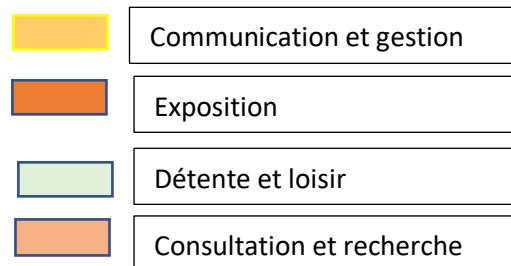 Communication et gestion
Exposition
Détente et loisir
Consultation et recherche